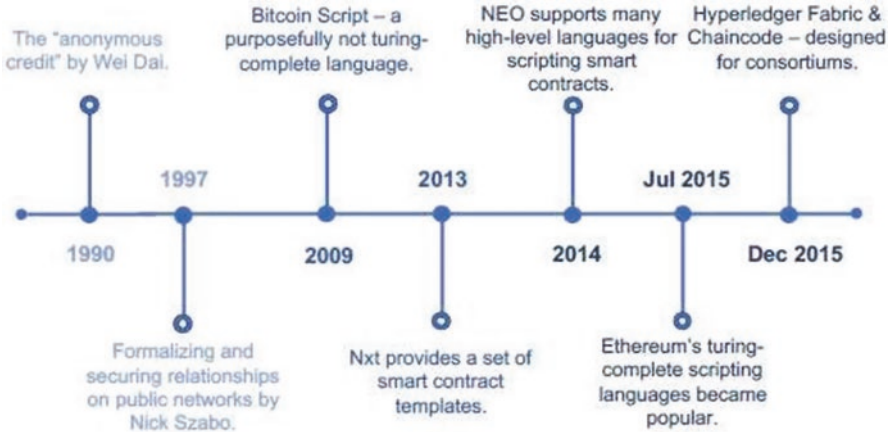 The "anonymous
credit" by Wei Dai.
Bitcoin Script – a
purposefully not turing-
complete language.
NEO supports many
high-level languages for
scripting smart
contracts.
Hyperledger Fabric &
Chaincode – designed
for consortiums.
1997
2013
Jul 2015
1990
2009
2014
Dec 2015
Formalizing and
securing relationships
on public networks by
Nick Szabo.
Nxt provides a set of
smart contract
templates.
Ethereum's turing-
complete scripting
languages became
popular.